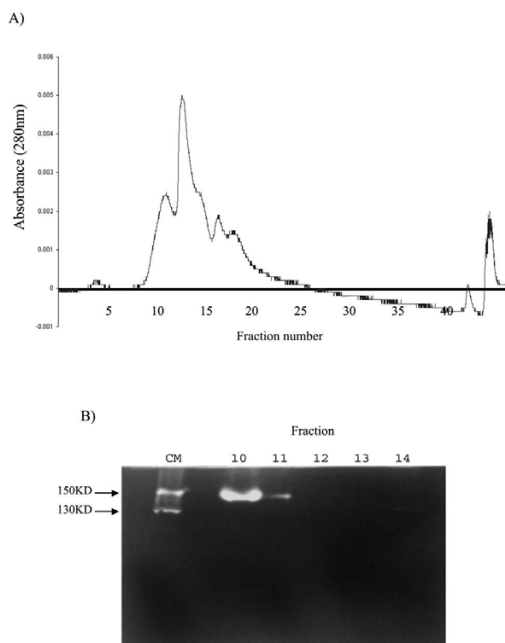 A)
0.006
0.005
0.004
0.003
0.002
0.001
0
-0.001
Absorbance (280nm)
5 10 15 20 25 30 35 40
Fraction number
B)
Fraction
CM 10 11 12 13 14
150KD
130KD